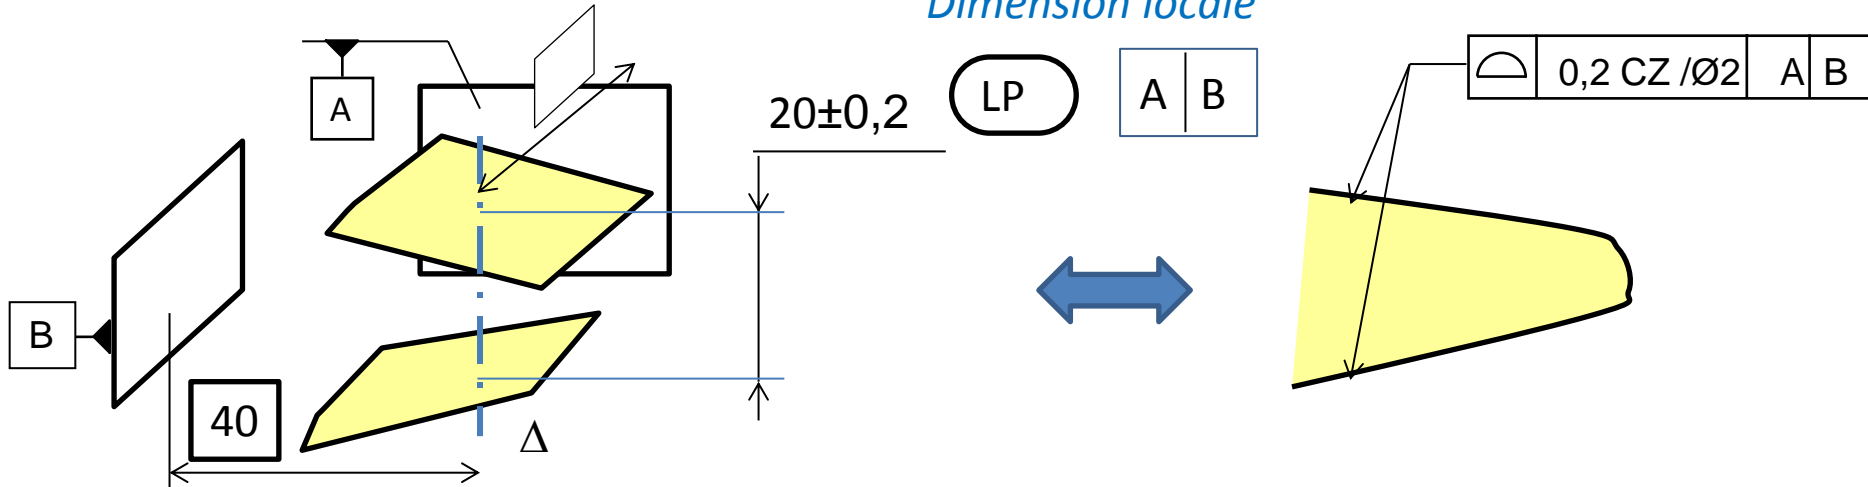 Dimension locale
A
20±0,2
LP
A B
0,2 CZ /Ø2 A B
B
40
Δ